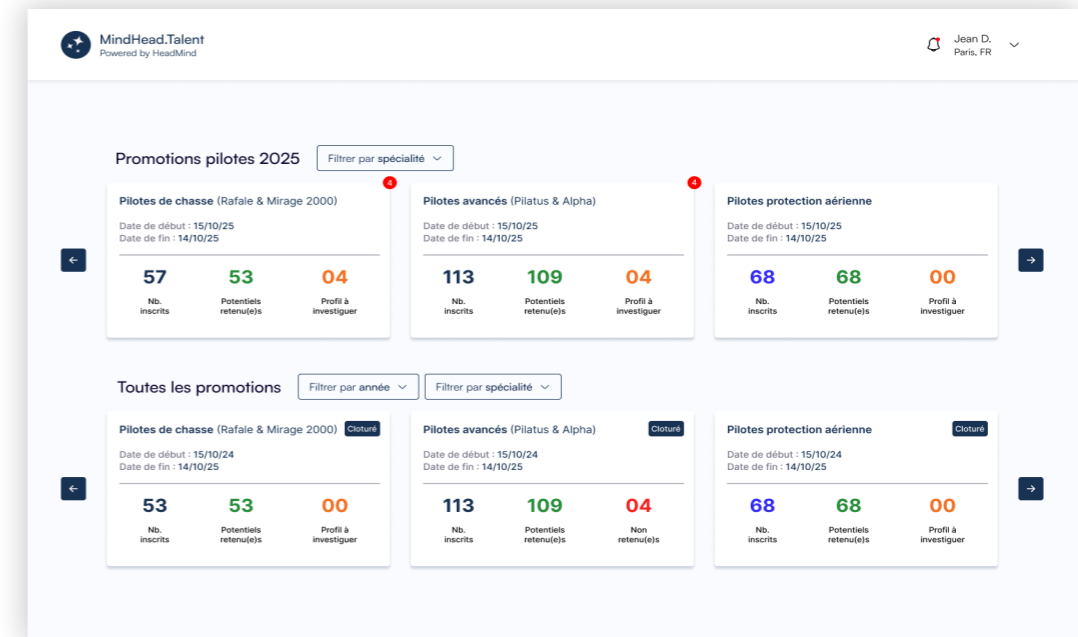 MindHead.Talent
Powered by HeadMind
Jean D.
Paris, FR
Promotions pilotes 2025
Filtrer par spécialité
4
Pilotes de chasse (Rafale & Mirage 2000)
Date de début : 15/10/25
Date de fin : 14/10/25
57 53 04
Nb. inscrits
Potentiels retenu(e)s
Profil à investiguer
4
Pilotes avancés (Pilatus & Alpha)
Date de début : 15/10/25
Date de fin : 14/10/25
113 109 04
Nb. inscrits
Potentiels retenu(e)s
Profil à investiguer
Pilotes protection aérienne
Date de début : 15/10/25
Date de fin : 14/10/25
68 68 00
Nb. inscrits
Potentiels retenu(e)s
Profil à investiguer
Toutes les promotions
Filtrer par année
Filtrer par spécialité
Pilotes de chasse (Rafale & Mirage 2000)
Cloturé
Date de début : 15/10/24
Date de fin : 14/10/25
53 53 00
Nb. inscrits
Potentiels retenu(e)s
Profil à investiguer
Pilotes avancés (Pilatus & Alpha)
Cloturé
Date de début : 15/10/24
Date de fin : 14/10/25
113 109 04
Nb. inscrits
Potentiels retenu(e)s
Non retenu(e)s
Pilotes protection aérienne
Cloturé
Date de début : 15/10/24
Date de fin : 14/10/25
68 68 00
Nb. inscrits
Potentiels retenu(e)s
Profil à investiguer